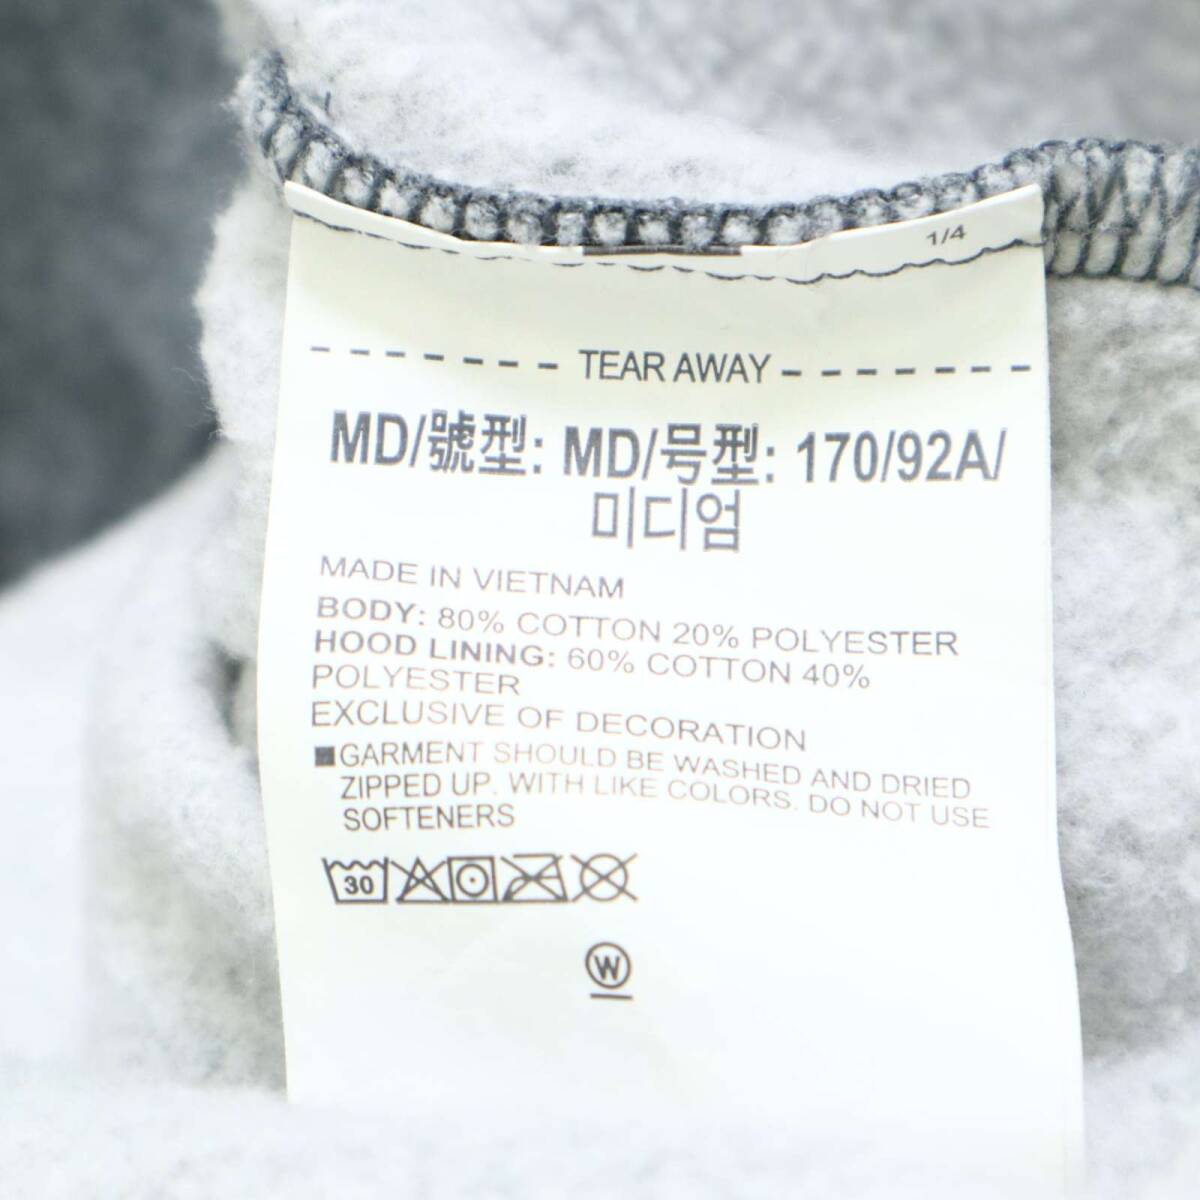 1/4
TEAR AWAY
MD/號型: MD/号型: 170/92A/
미디엄
MADE IN VIETNAM
BODY: 80% COTTON 20% POLYESTER
HOOD LINING: 60% COTTON 40%
POLYESTER
EXCLUSIVE OF DECORATION
■GARMENT SHOULD BE WASHED AND DRIED
ZIPPED UP. WITH LIKE COLORS. DO NOT USE
SOFTENERS
30
W